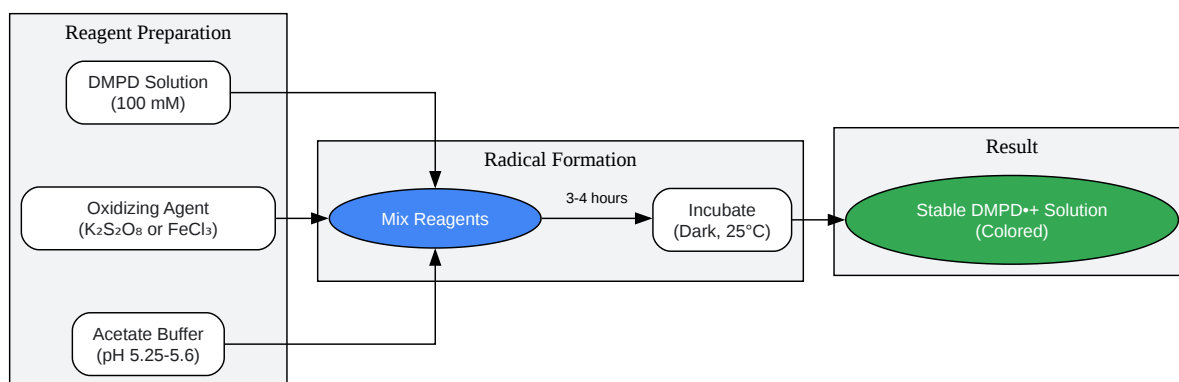 Reagent Preparation
DMPD Solution
(100 mM)
Oxidizing Agent
(K₂S₂O₈ or FeCl₃)
Acetate Buffer
(pH 5.25-5.6)
Radical Formation
Mix Reagents
3-4 hours
Incubate
(Dark, 25°C)
Result
Stable DMPD•+ Solution
(Colored)